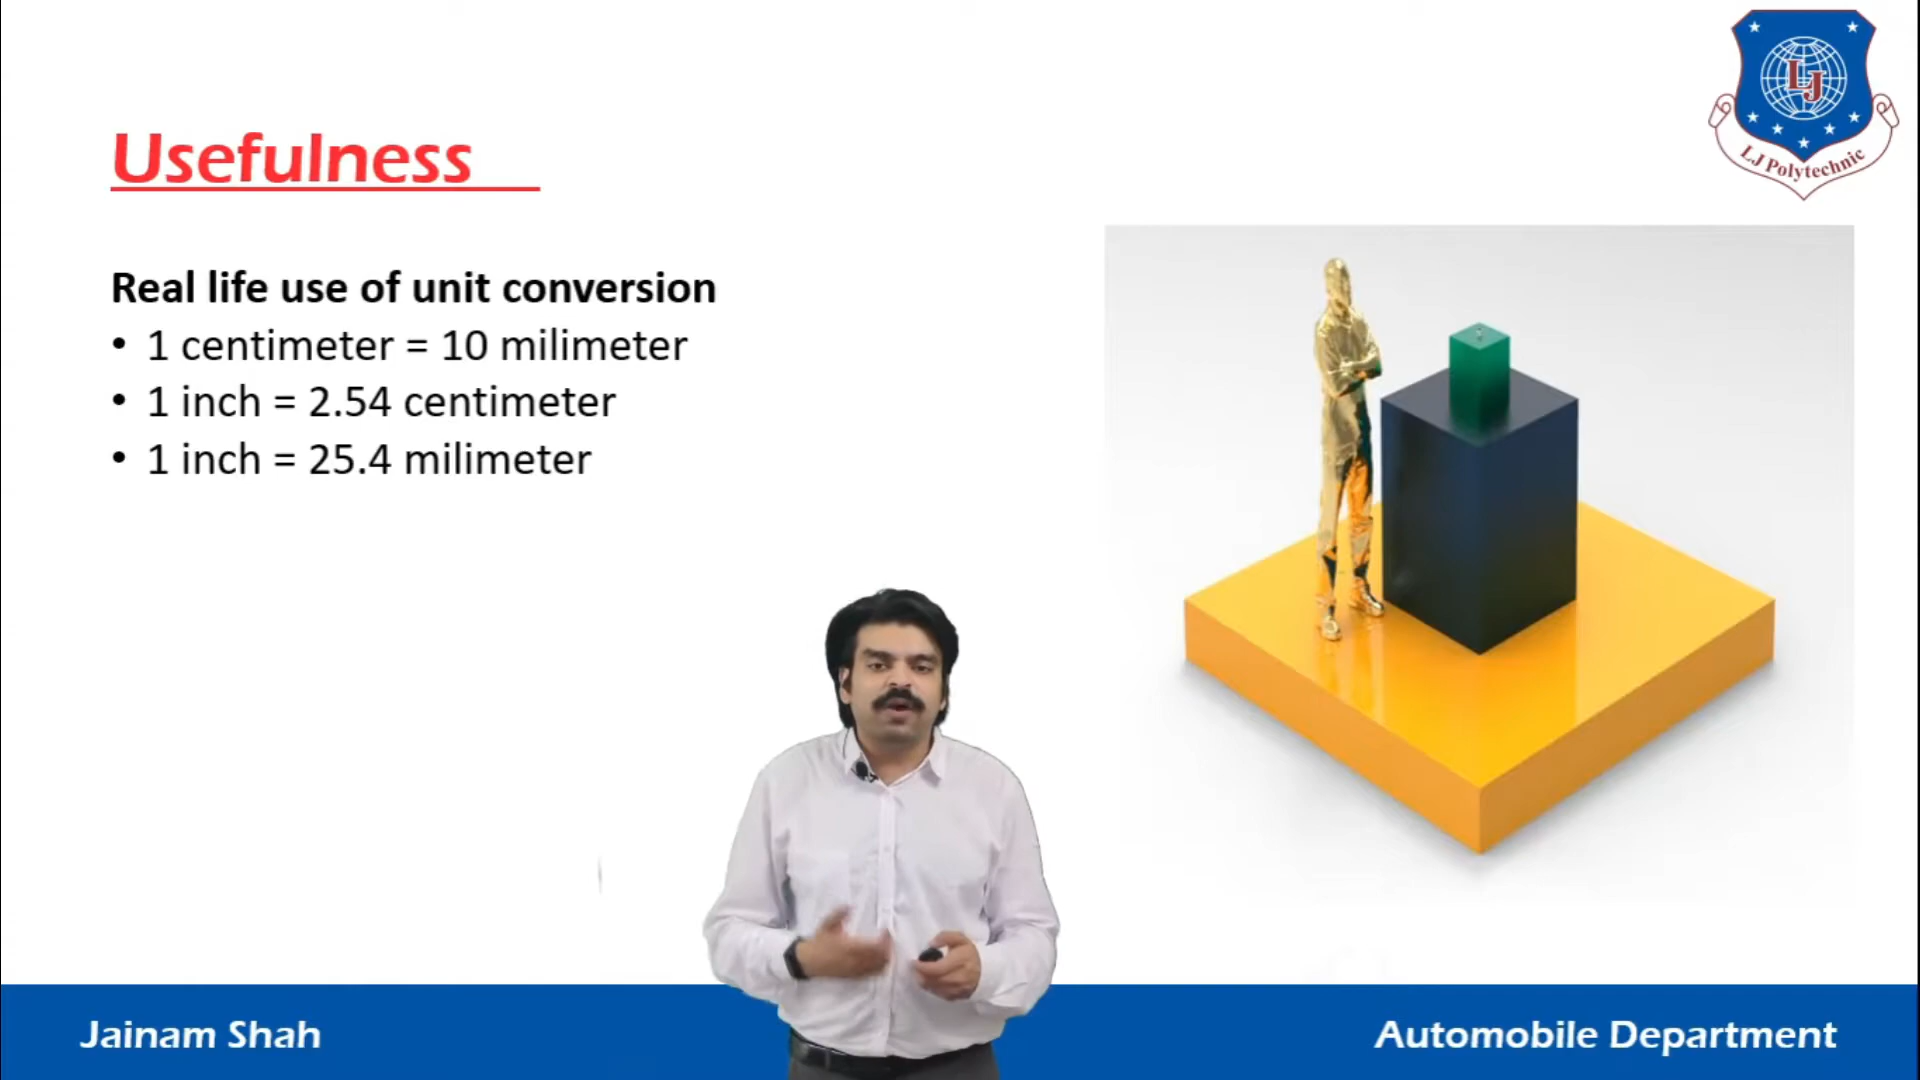 LJ
LJ Polytechnic
Usefulness
Real life use of unit conversion
• 1 centimeter = 10 milimeter
• 1 inch = 2.54 centimeter
• 1 inch = 25.4 milimeter
Jainam Shah
Automobile Department